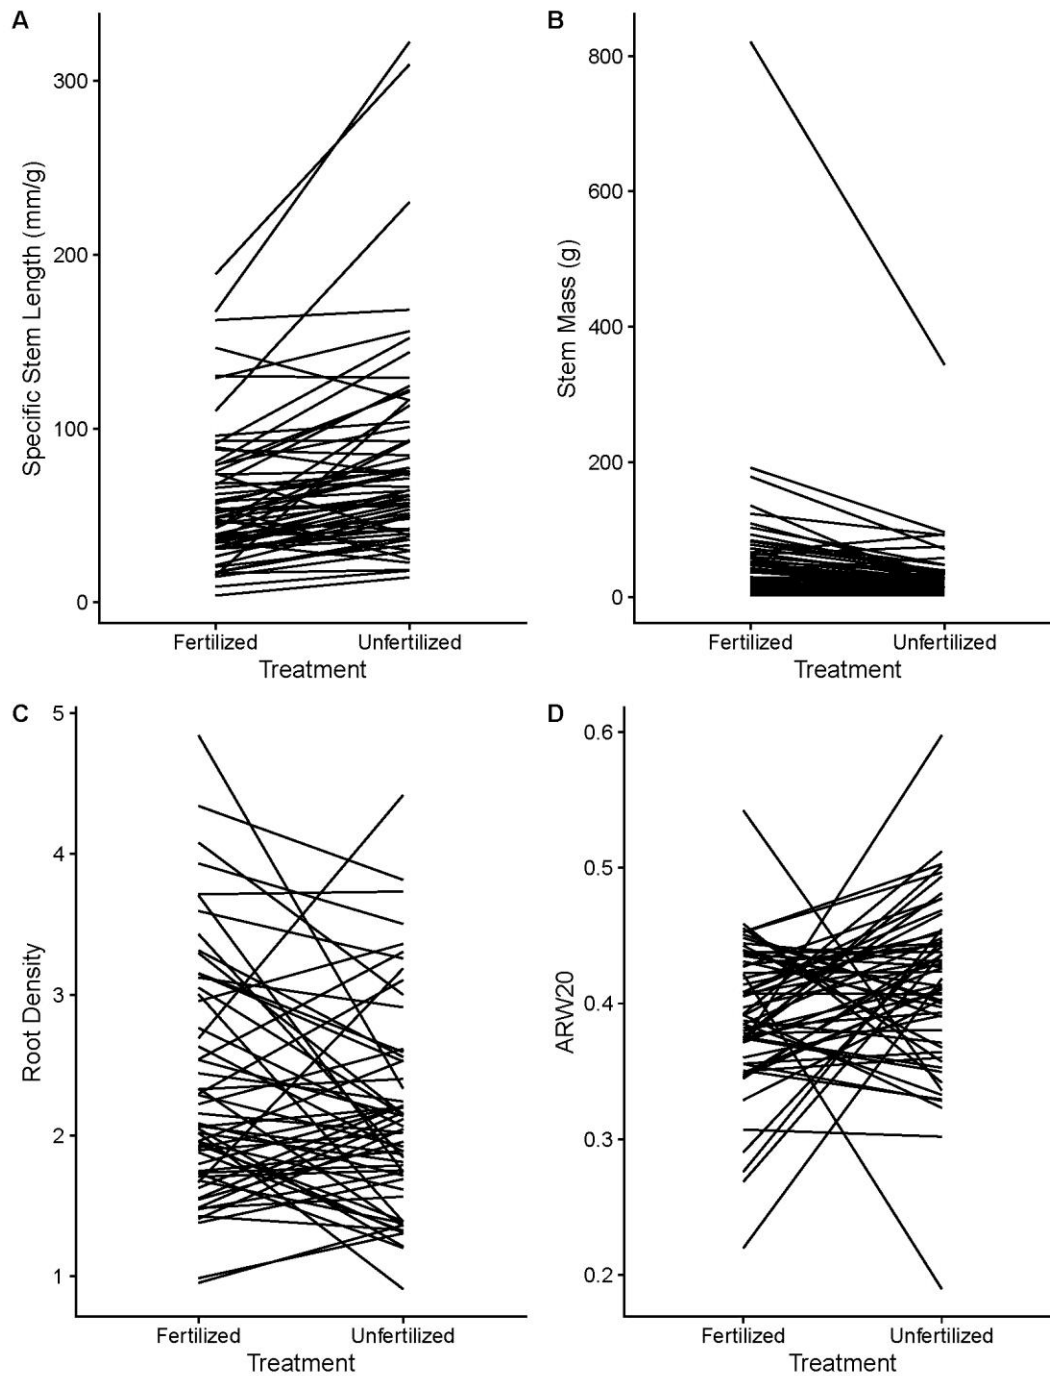 A
Specific Stem Length (mm/g)
300
200
100
0
Fertilized Unfertilized
Treatment
B
Stem Mass (g)
800
600
400
200
0
Fertilized Unfertilized
Treatment
C
Root Density
5
4
3
2
1
Fertilized Unfertilized
Treatment
D
ARW20
0.6
0.5
0.4
0.3
0.2
Fertilized Unfertilized
Treatment